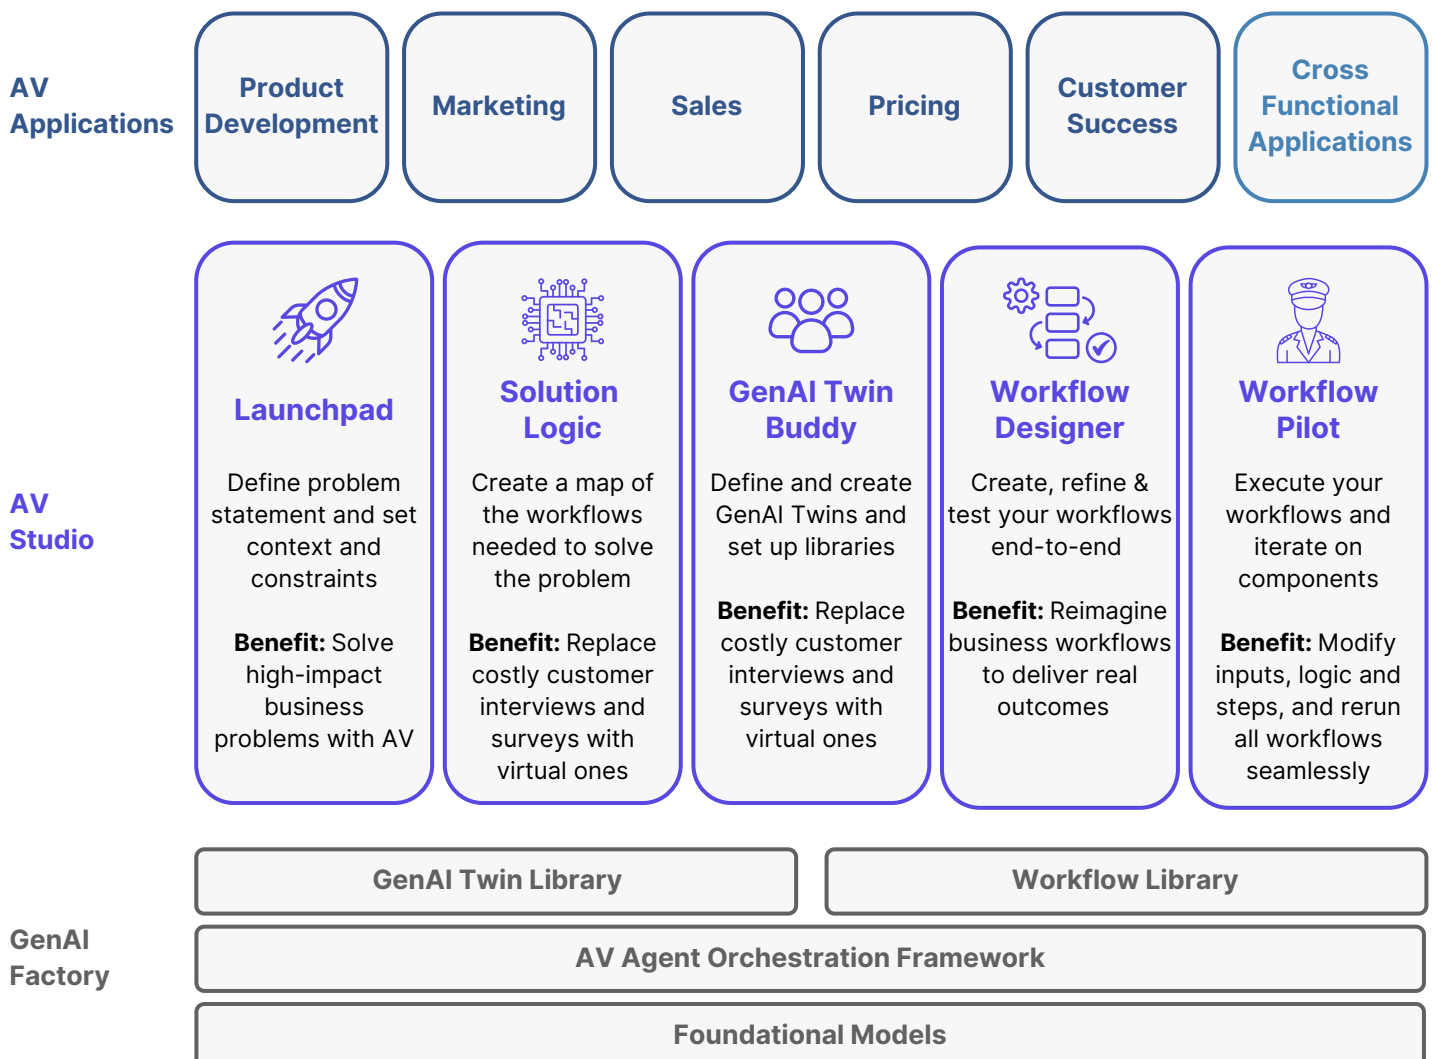 AV
Applications
Product
Development
Marketing
Sales
Pricing
Customer
Success
Cross
Functional
Applications
AV
Studio
Launchpad
Define problem
statement and set
context and
constraints
Benefit: Solve
high-impact
business
problems with AV
Solution
Logic
Create a map of
the workflows
needed to solve
the problem
Benefit: Replace
costly customer
interviews and
surveys with
virtual ones
GenAI Twin
Buddy
Define and create
GenAI Twins and
set up libraries
Benefit: Replace
costly customer
interviews and
surveys with
virtual ones
Workflow
Designer
Create, refine &
test your workflows
end-to-end
Benefit: Reimagine
business workflows
to deliver real
outcomes
Workflow
Pilot
Execute your
workflows and
iterate on
components
Benefit: Modify
inputs, logic and
steps, and rerun
all workflows
seamlessly
GenAI
Factory
GenAI Twin Library
Workflow Library
AV Agent Orchestration Framework
Foundational Models